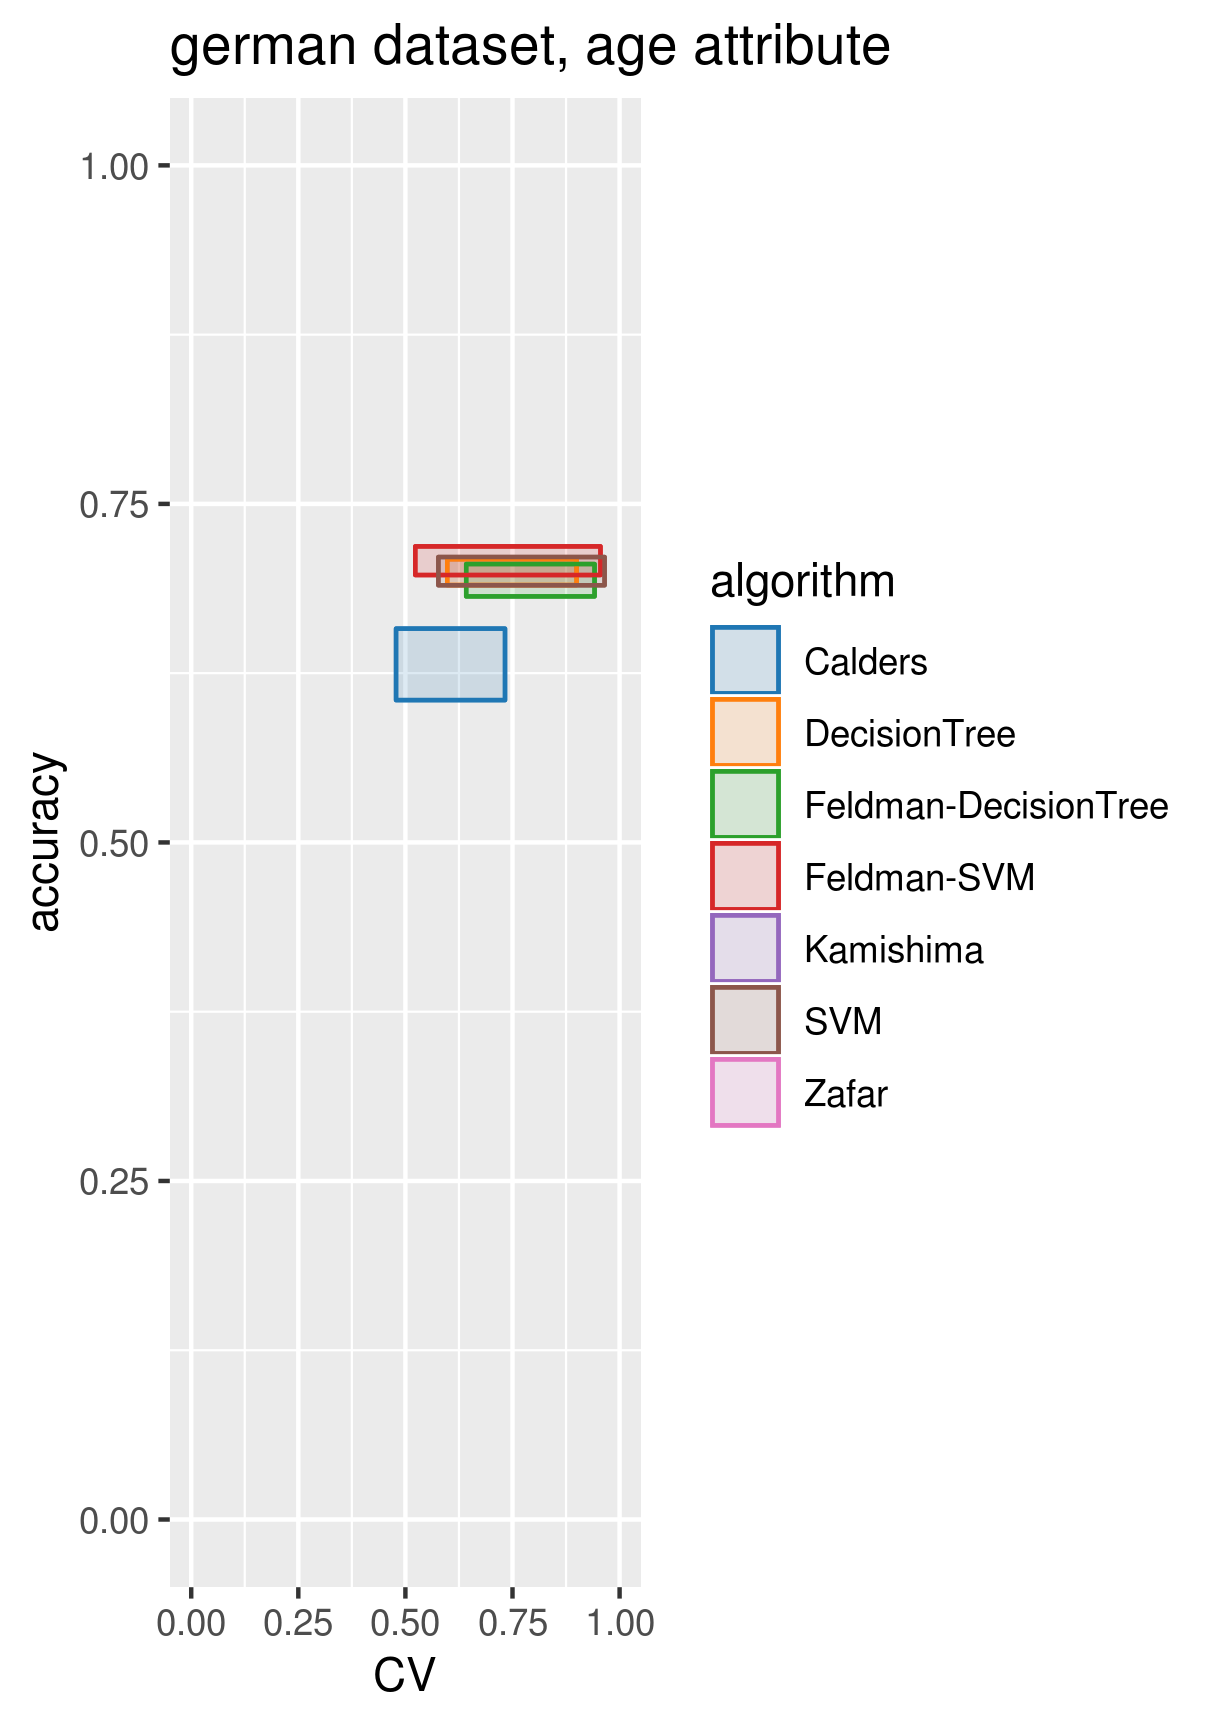 german dataset, age attribute
1.00
0.75
0.50
0.25
0.00
accuracy
0.00 0.25 0.50 0.75 1.00
CV
algorithm
Calders
DecisionTree
Feldman-DecisionTree
Feldman-SVM
Kamishima
SVM
Zafar